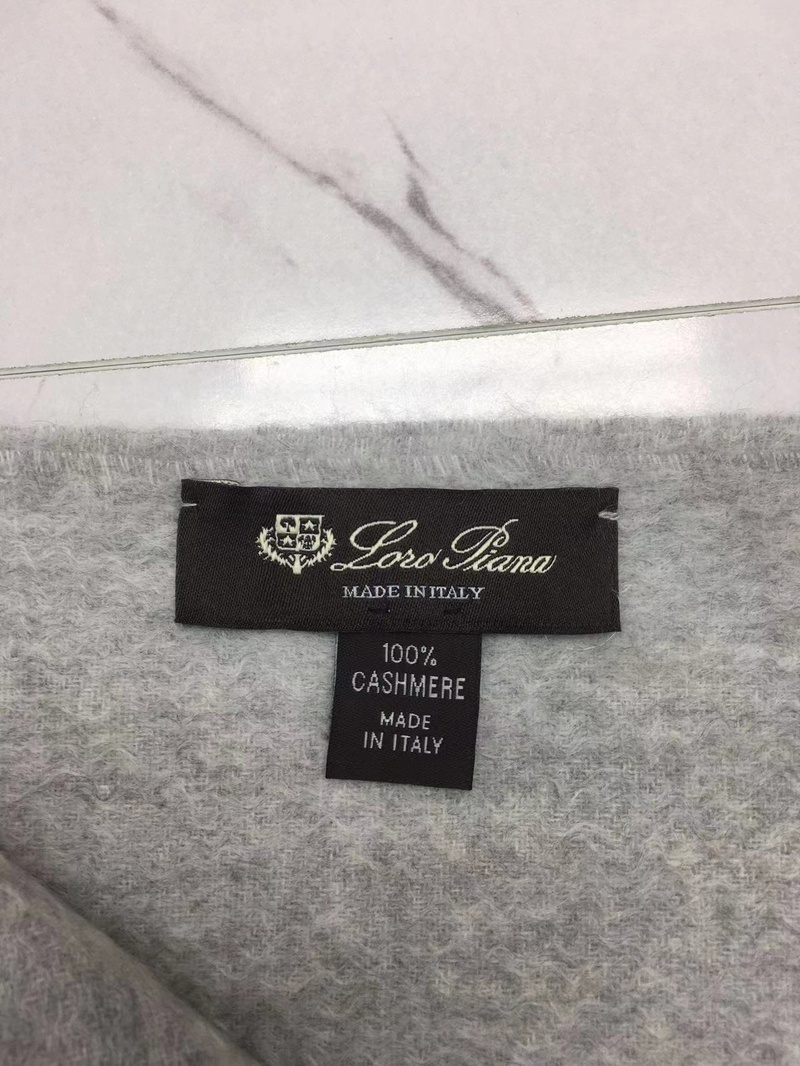 Loro Piana
MADE IN ITALY
100%
CASHMERE
MADE
IN ITALY